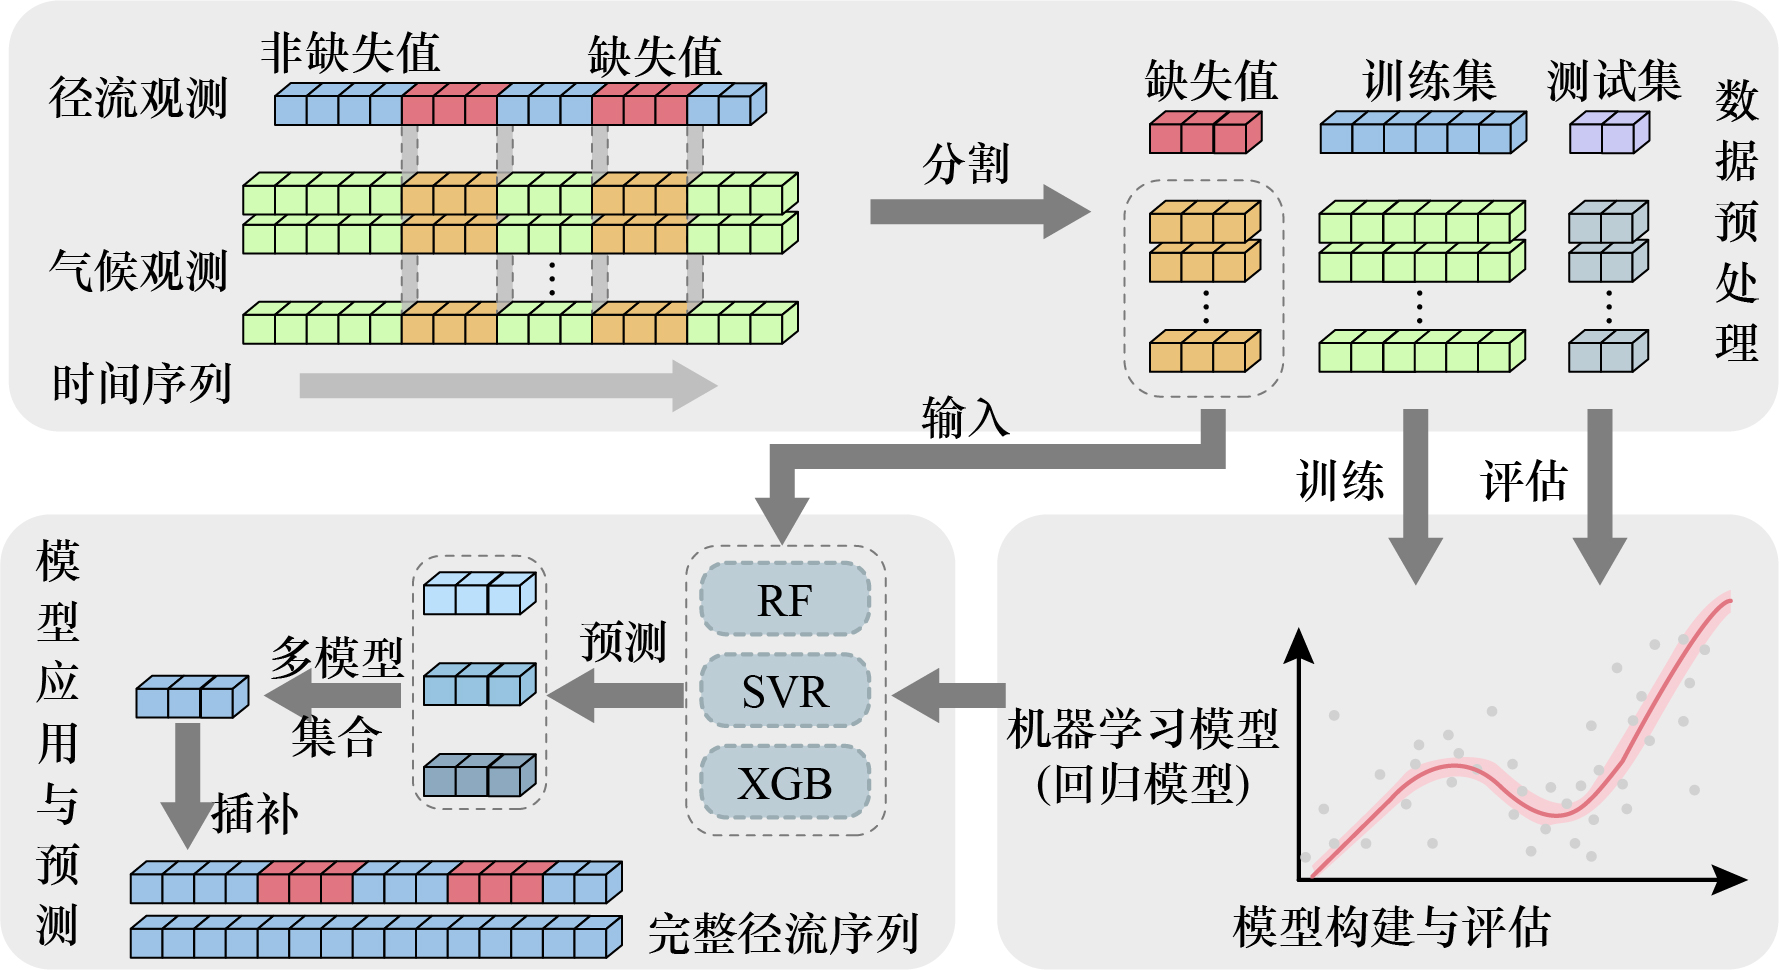 非缺失值
缺失值
径流观测
气候观测
时间序列
分割
缺失值
训练集
测试集
数据预处理
输入
训练
评估
模型应用与预测
RF
SVR
XGB
预测
多模型
集合
插补
完整径流序列
机器学习模型
(回归模型)
模型构建与评估